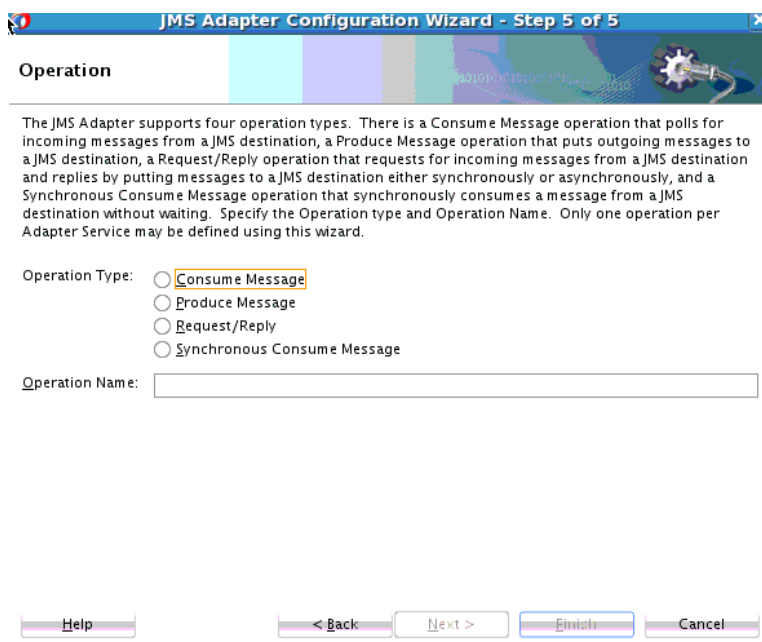 JMS Adapter Configuration Wizard - Step 5 of 5
Operation
The JMS Adapter supports four operation types. There is a Consume Message operation that polls for
incoming messages from a JMS destination, a Produce Message operation that puts outgoing messages to
a JMS destination, a Request/Reply operation that requests for incoming messages from a JMS destination
and replies by putting messages to a JMS destination either synchronously or asynchronously, and a
Synchronous Consume Message operation that synchronously consumes a message from a JMS
destination without waiting. Specify the Operation type and Operation Name. Only one operation per
Adapter Service may be defined using this wizard.
Operation Type:
Consume Message
Produce Message
Request/Reply
Synchronous Consume Message
Operation Name:
Help
< Back
Next >
Finish
Cancel